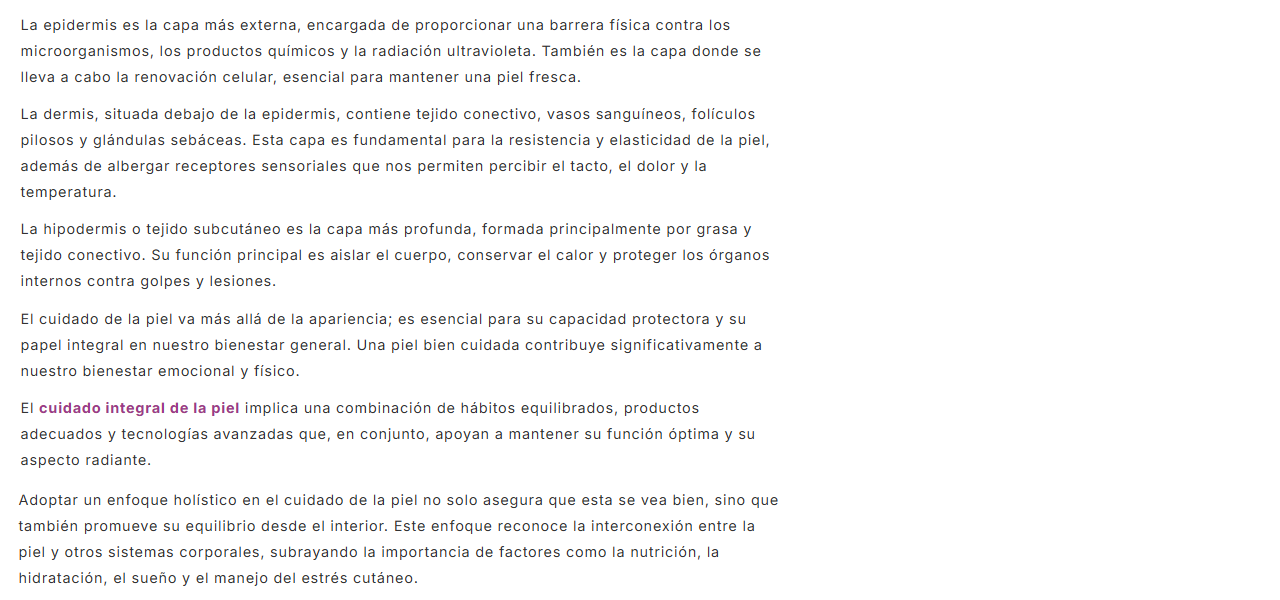 La epidermis es la capa más externa, encargada de proporcionar una barrera física contra los
microorganismos, los productos químicos y la radiación ultravioleta. También es la capa donde se
lleva a cabo la renovación celular, esencial para mantener una piel fresca.
La dermis, situada debajo de la epidermis, contiene tejido conectivo, vasos sanguíneos, folículos
pilosos y glándulas sebáceas. Esta capa es fundamental para la resistencia y elasticidad de la piel,
además de albergar receptores sensoriales que nos permiten percibir el tacto, el dolor y la
temperatura.
La hipodermis o tejido subcutáneo es la capa más profunda, formada principalmente por grasa y
tejido conectivo. Su función principal es aislar el cuerpo, conservar el calor y proteger los órganos
internos contra golpes y lesiones.
El cuidado de la piel va más allá de la apariencia; es esencial para su capacidad protectora y su
papel integral en nuestro bienestar general. Una piel bien cuidada contribuye significativamente a
nuestro bienestar emocional y físico.
El cuidado integral de la piel implica una combinación de hábitos equilibrados, productos
adecuados y tecnologías avanzadas que, en conjunto, apoyan a mantener su función óptima y su
aspecto radiante.
Adoptar un enfoque holístico en el cuidado de la piel no solo asegura que esta se vea bien, sino que
también promueve su equilibrio desde el interior. Este enfoque reconoce la interconexión entre la
piel y otros sistemas corporales, subrayando la importancia de factores como la nutrición, la
hidratación, el sueño y el manejo del estrés cutáneo.